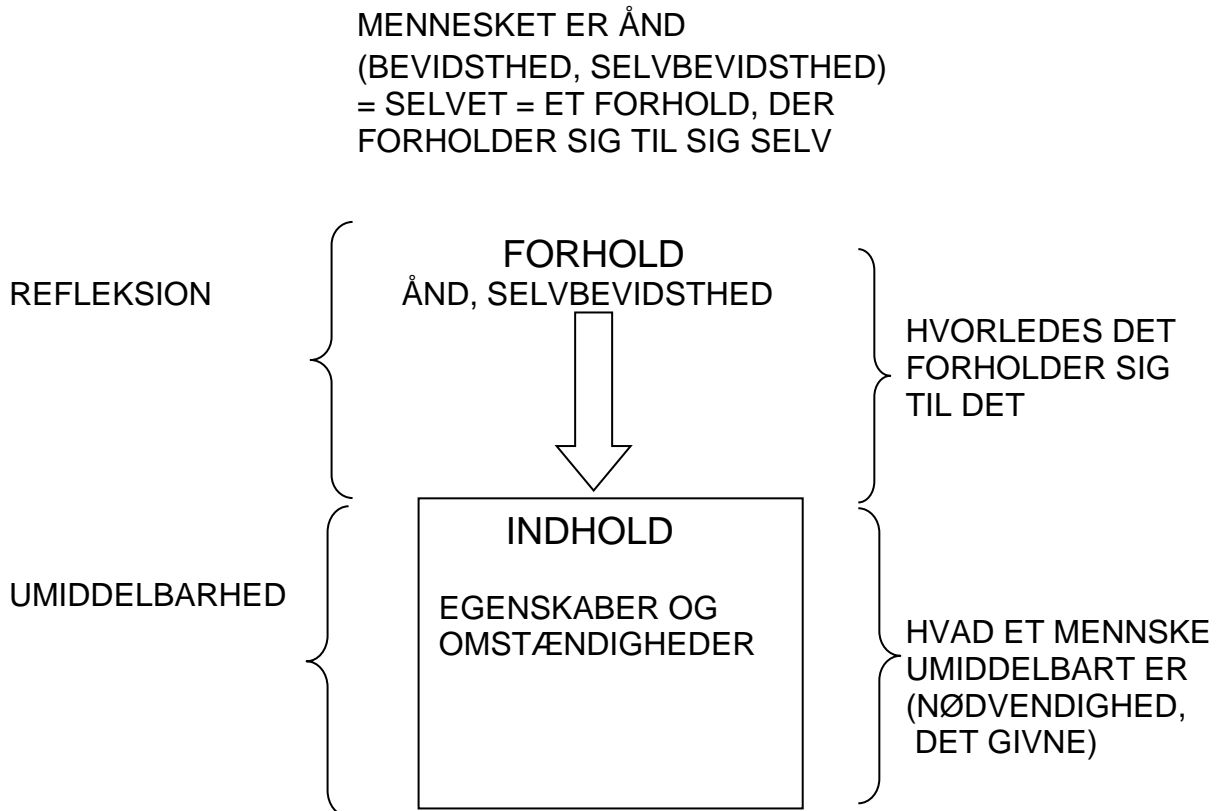 MENNESKET ER ÅND
(BEVIDSTHED, SELVBEVIDSTHED)
= SELVET = ET FORHOLD, DER
FORHOLDER SIG TIL SIG SELV
REFLEKSION
FORHOLD
ÅND, SELVBEVIDSTHED
HVORLEDES DET
FORHOLDER SIG
TIL DET
UMIDDELBARHED
INDHOLD
EGENSKABER OG
OMSTÆNDIGHEDER
HVAD ET MENNSKE
UMIDDELBART ER
(NØDVENDIGHED,
DET GIVNE)